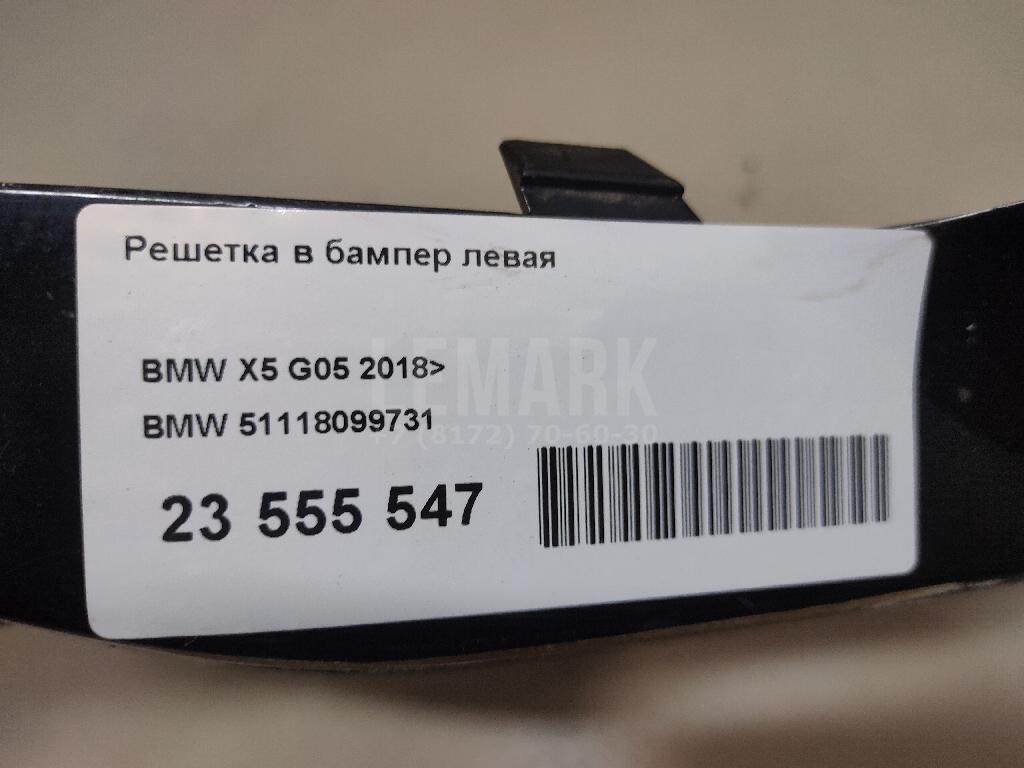 Решетка в бампер левая
BMW X5 G05 2018>
LEMARK
BMW 51118099731
+7 (8172) 70-60-30
23 555 547